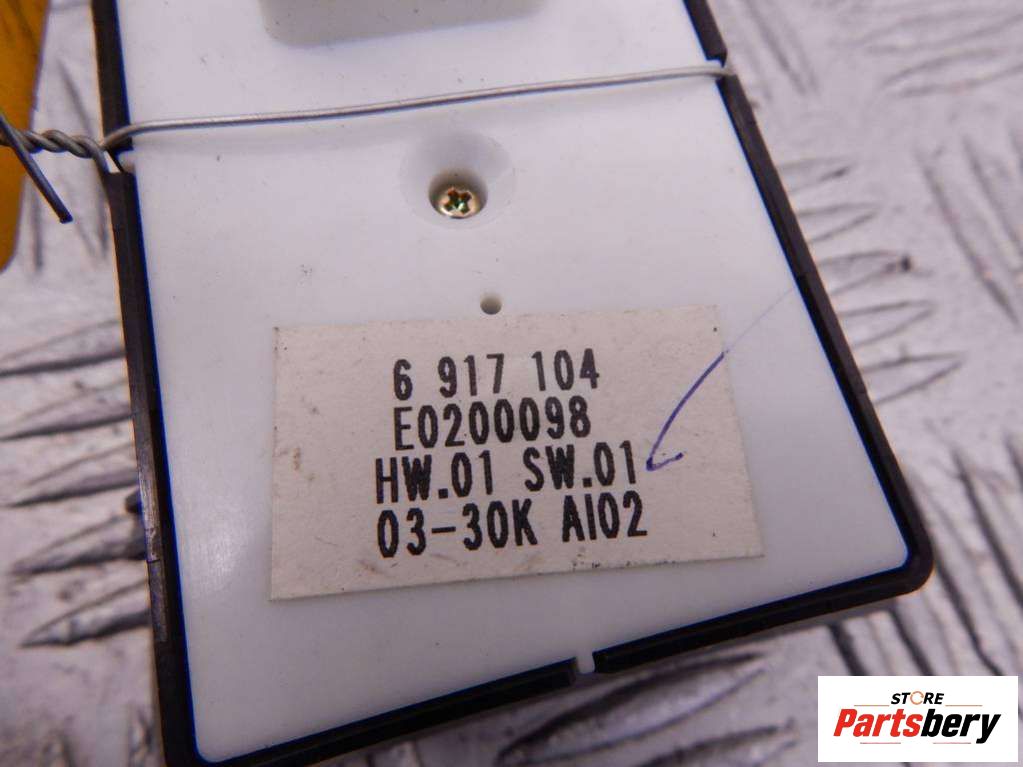 6 917 104
E0200098
HW.01 SW.01
03-30K AI02
STORE
Partsbery